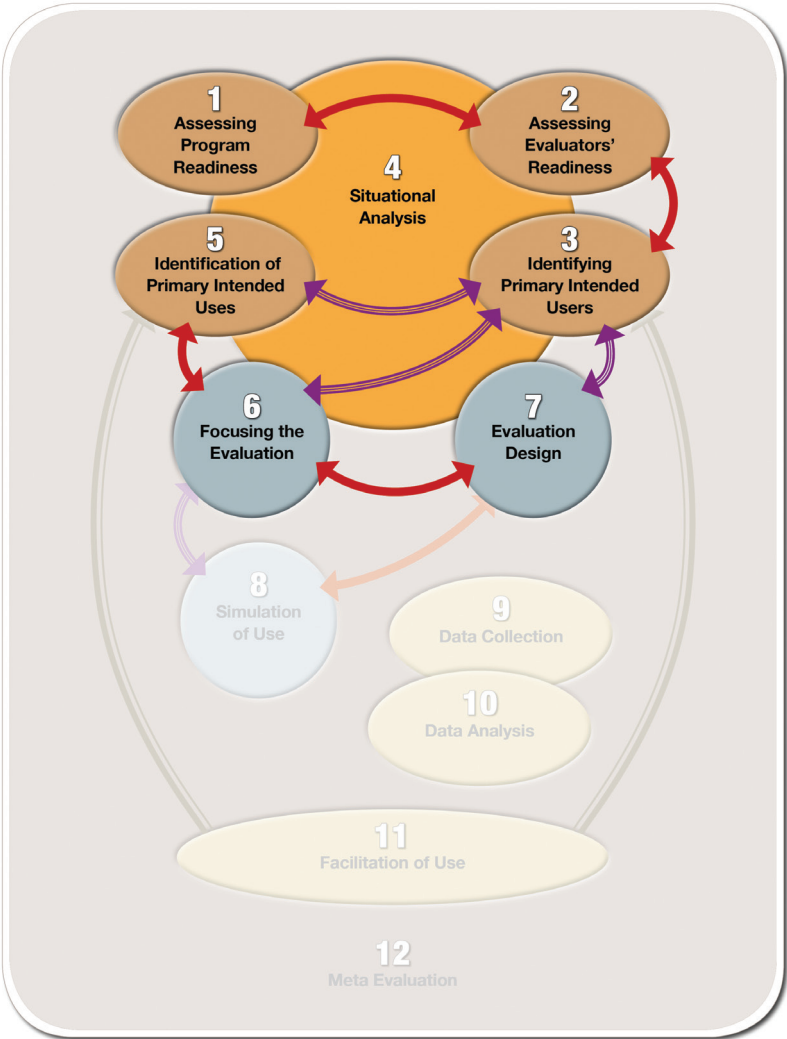 1
Assessing
Program
Readiness
2
Assessing
Evaluators'
Readiness
4
Situational
Analysis
5
Identification of
Primary Intended
Uses
3
Identifying
Primary Intended
Users
6
Focusing the
Evaluation
7
Evaluation
Design
8
Simulation
of Use
9
Data Collection
10
Data Analysis
11
Facilitation of Use
12
Meta Evaluation